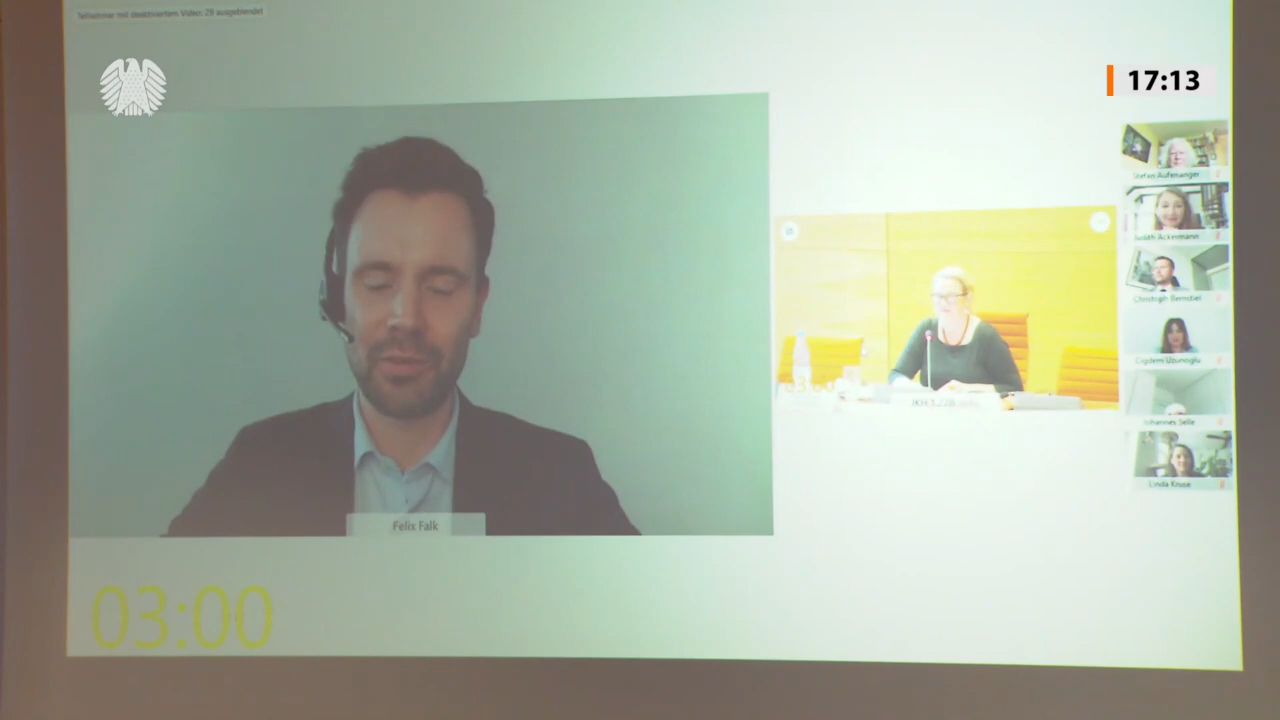 Teilnehmer mit deaktiviertem Video: 29 ausgeblendet
17:13
Stefan Aufenanger
Judith Ackermann
Christoph Bernstiel
Cigdem Uzunoglu
Johannes Selle
Linda Kruse
Felix Falk
03:00